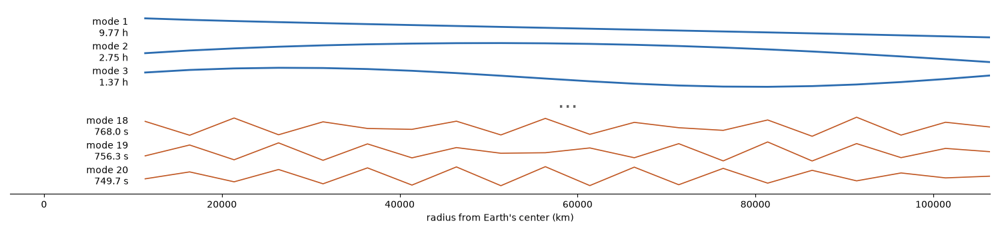 mode 1
9.77 h
mode 2
2.75 h
mode 3
1.37 h
...
mode 18
768.0 s
mode 19
756.3 s
mode 20
749.7 s
0 20000 40000 60000 80000 100000
radius from Earth's center (km)